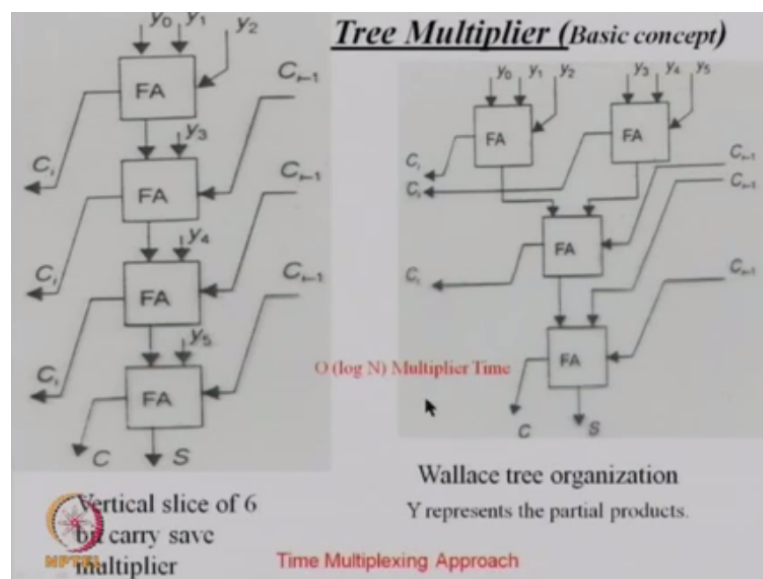 Tree Multiplier (Basic concept)
y0 y1 y2
FA
Ci-1
Ci
y3
FA
Ci-1
Ci
y4
FA
Ci-1
Ci
y5
FA
C S
Vertical slice of 6
bit carry save
multiplier
y0 y1 y2 y3 y4 y5
FA FA
Ci
Ci
Ci-1
Ci-1
FA
Ci
Ci-1
FA
C S
O (log N) Multiplier Time
Wallace tree organization
Y represents the partial products.
Time Multiplexing Approach
NPTEL